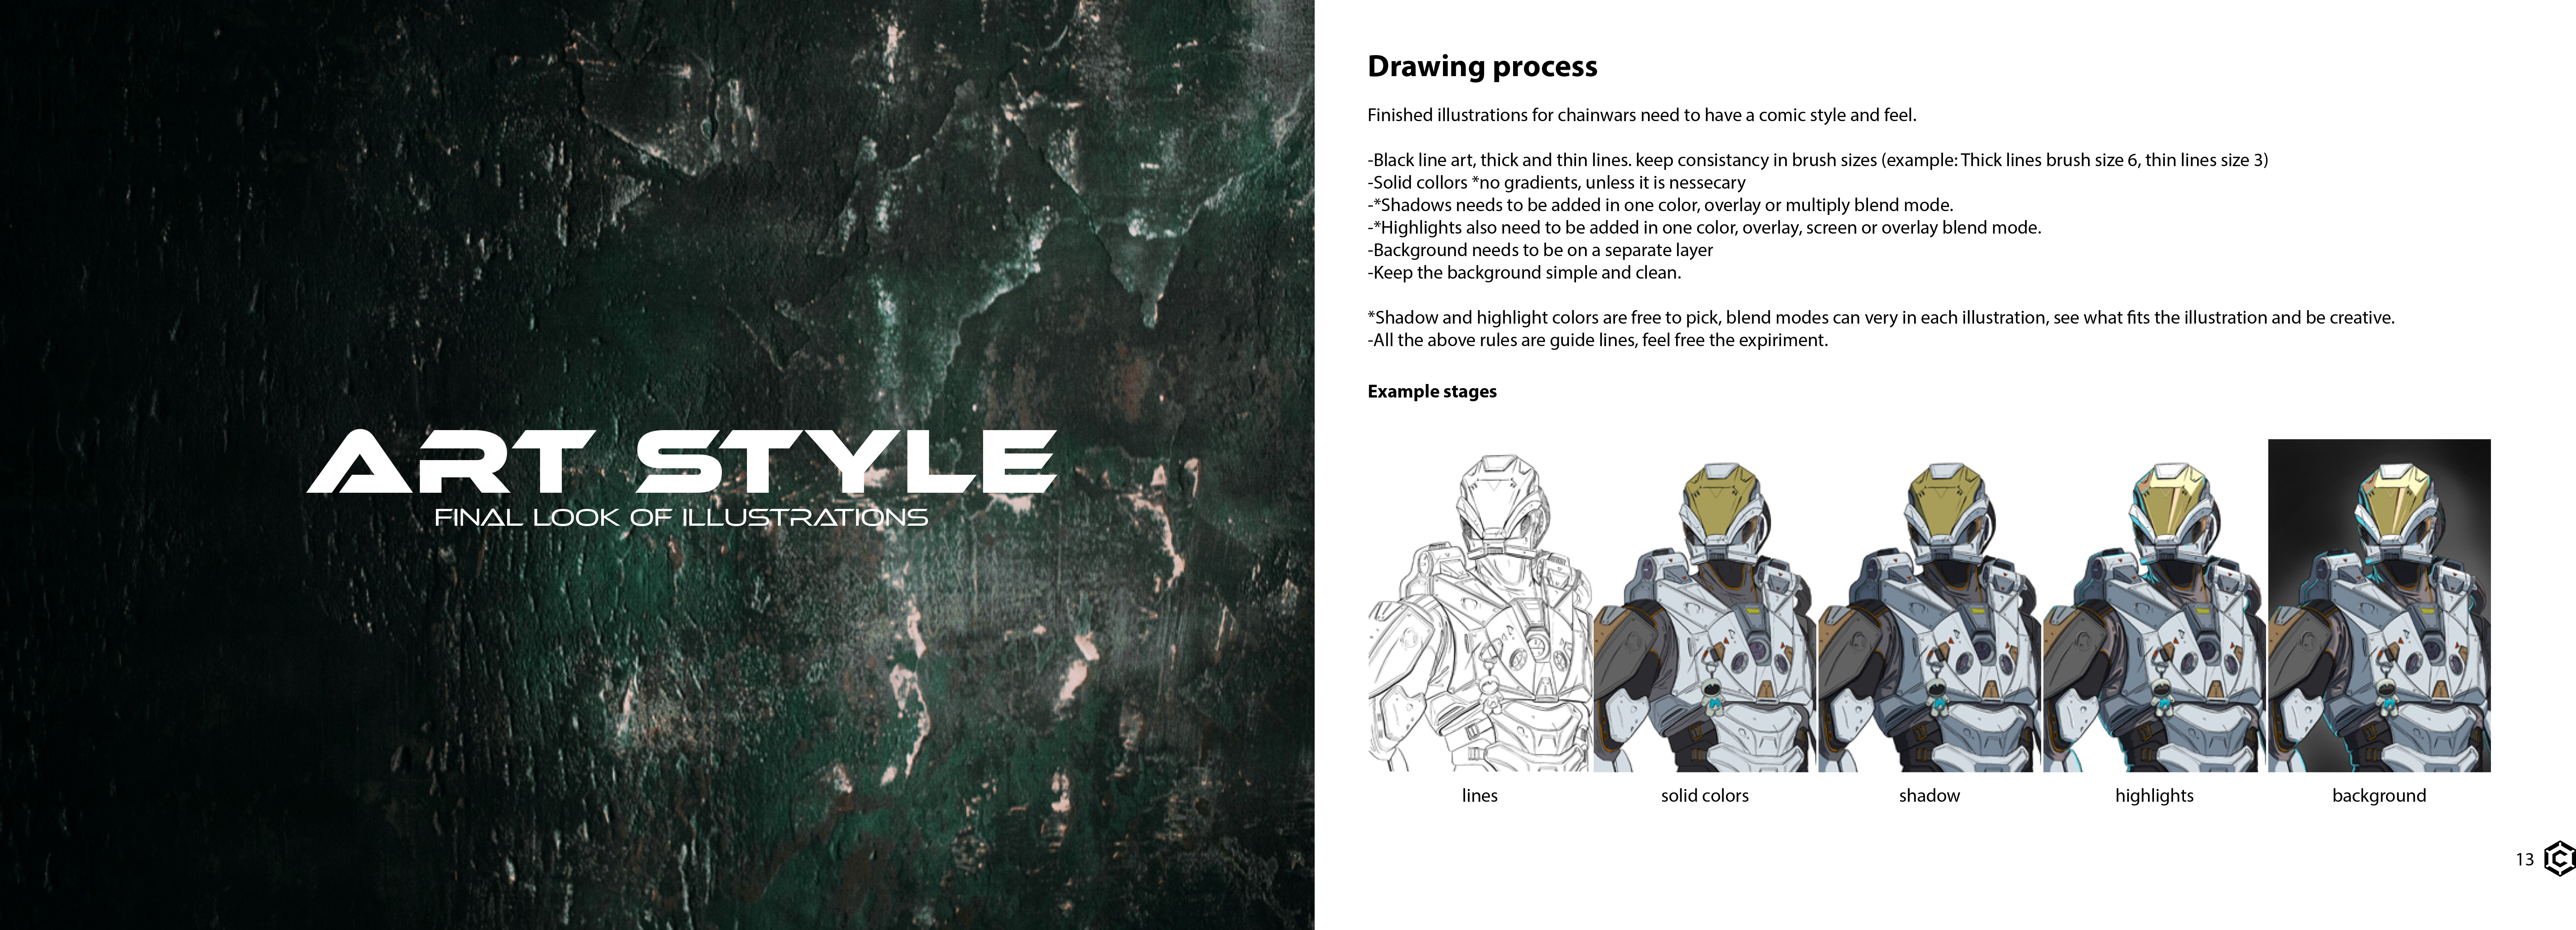 ART STYLE
FINAL LOOK OF ILLUSTRATIONS
Drawing process
Finished illustrations for chainwars need to have a comic style and feel.
-Black line art, thick and thin lines. keep consistancy in brush sizes (example: Thick lines brush size 6, thin lines size 3)
-Solid collors *no gradients, unless it is nessecary
-*Shadows needs to be added in one color, overlay or multiply blend mode.
-*Highlights also need to be added in one color, overlay, screen or overlay blend mode.
-Background needs to be on a separate layer
-Keep the background simple and clean.
*Shadow and highlight colors are free to pick, blend modes can very in each illustration, see what fits the illustration and be creative.
-All the above rules are guide lines, feel free the expiriment.
Example stages
lines
solid colors
shadow
highlights
background
13